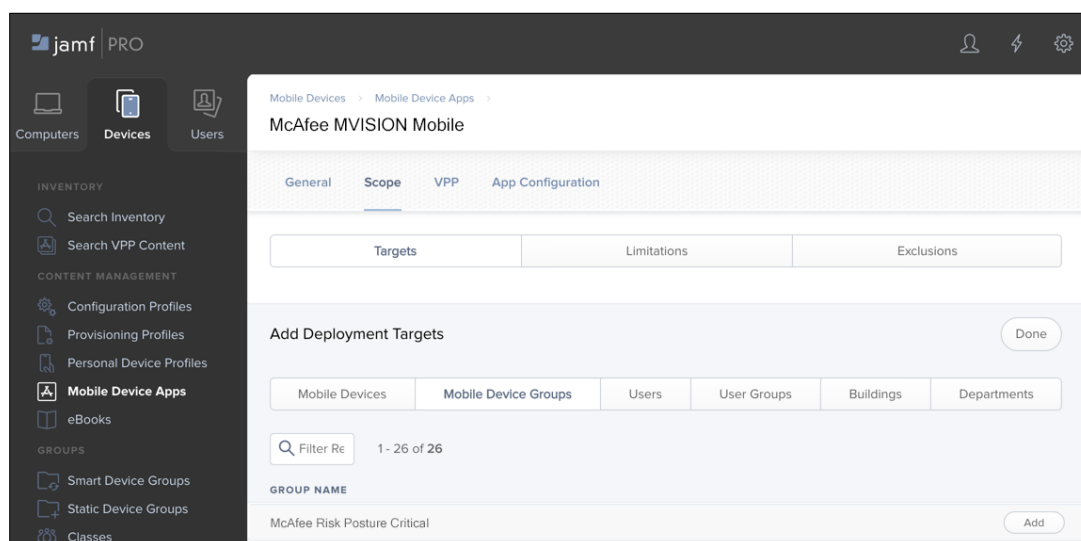 jamf PRO
Computers
Devices
Users
INVENTORY
Search Inventory
Search VPP Content
CONTENT MANAGEMENT
Configuration Profiles
Provisioning Profiles
Personal Device Profiles
Mobile Device Apps
eBooks
GROUPS
Smart Device Groups
Static Device Groups
Classes
Mobile Devices > Mobile Device Apps >
McAfee MVISION Mobile
General Scope VPP App Configuration
Targets Limitations Exclusions
Add Deployment Targets Done
Mobile Devices Mobile Device Groups Users User Groups Buildings Departments
Filter Re 1 - 26 of 26
GROUP NAME
McAfee Risk Posture Critical Add